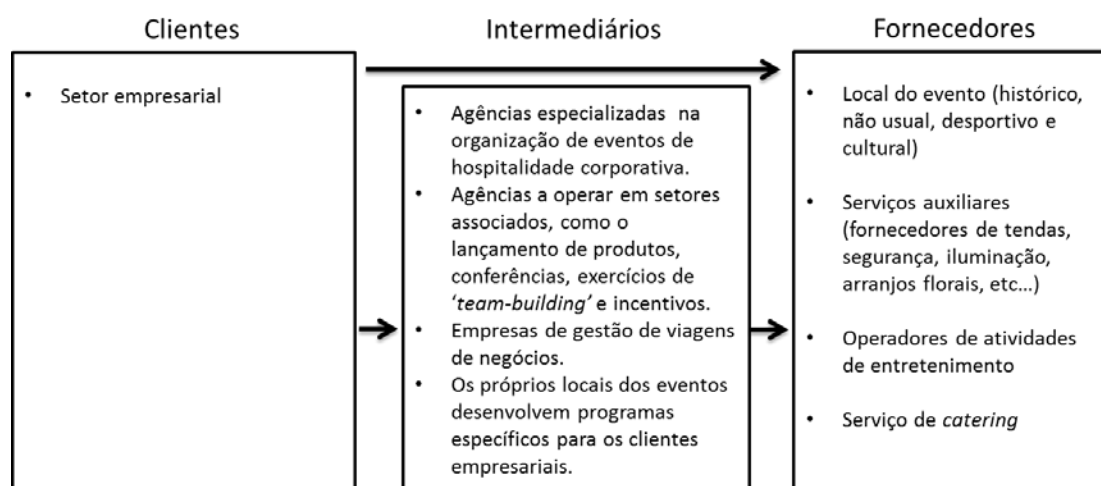 Clientes
• Setor empresarial
Intermediários
• Agências especializadas na
organização de eventos de
hospitalidade corporativa.
• Agências a operar em setores
associados, como o
lançamento de produtos,
conferências, exercícios de
‘team-building’ e incentivos.
• Empresas de gestão de viagens
de negócios.
• Os próprios locais dos eventos
desenvolvem programas
específicos para os clientes
empresariais.
Fornecedores
• Local do evento (histórico,
não usual, desportivo e
cultural)
• Serviços auxiliares
(fornecedores de tendas,
segurança, iluminação,
arranjos florais, etc...)
• Operadores de atividades
de entretenimento
• Serviço de catering